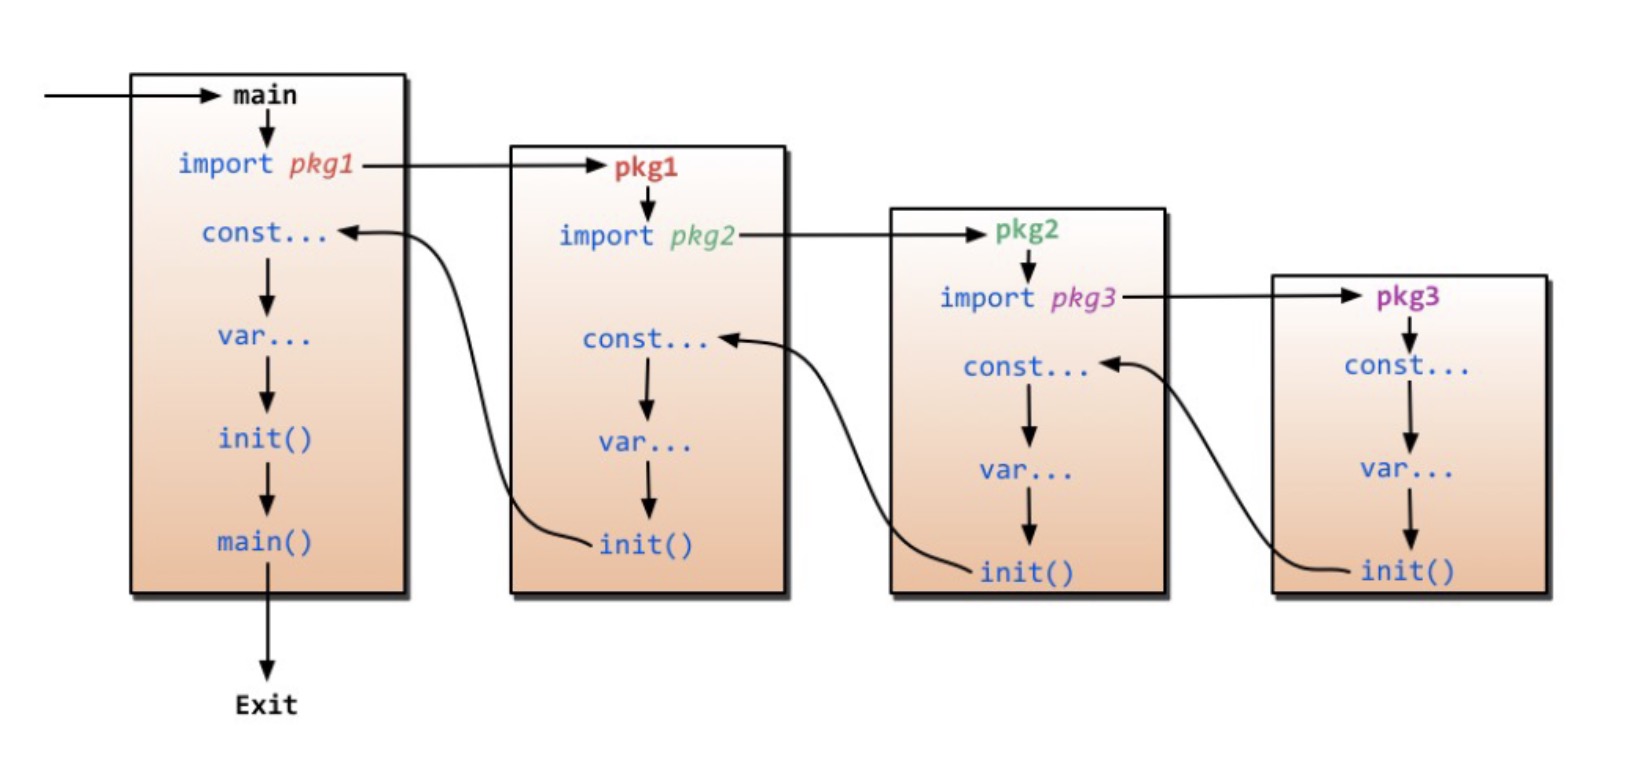 main
import pkg1
const...
var...
init()
main()
Exit
pkg1
import pkg2
const...
var...
init()
pkg2
import pkg3
const...
var...
init()
pkg3
const...
var...
init()